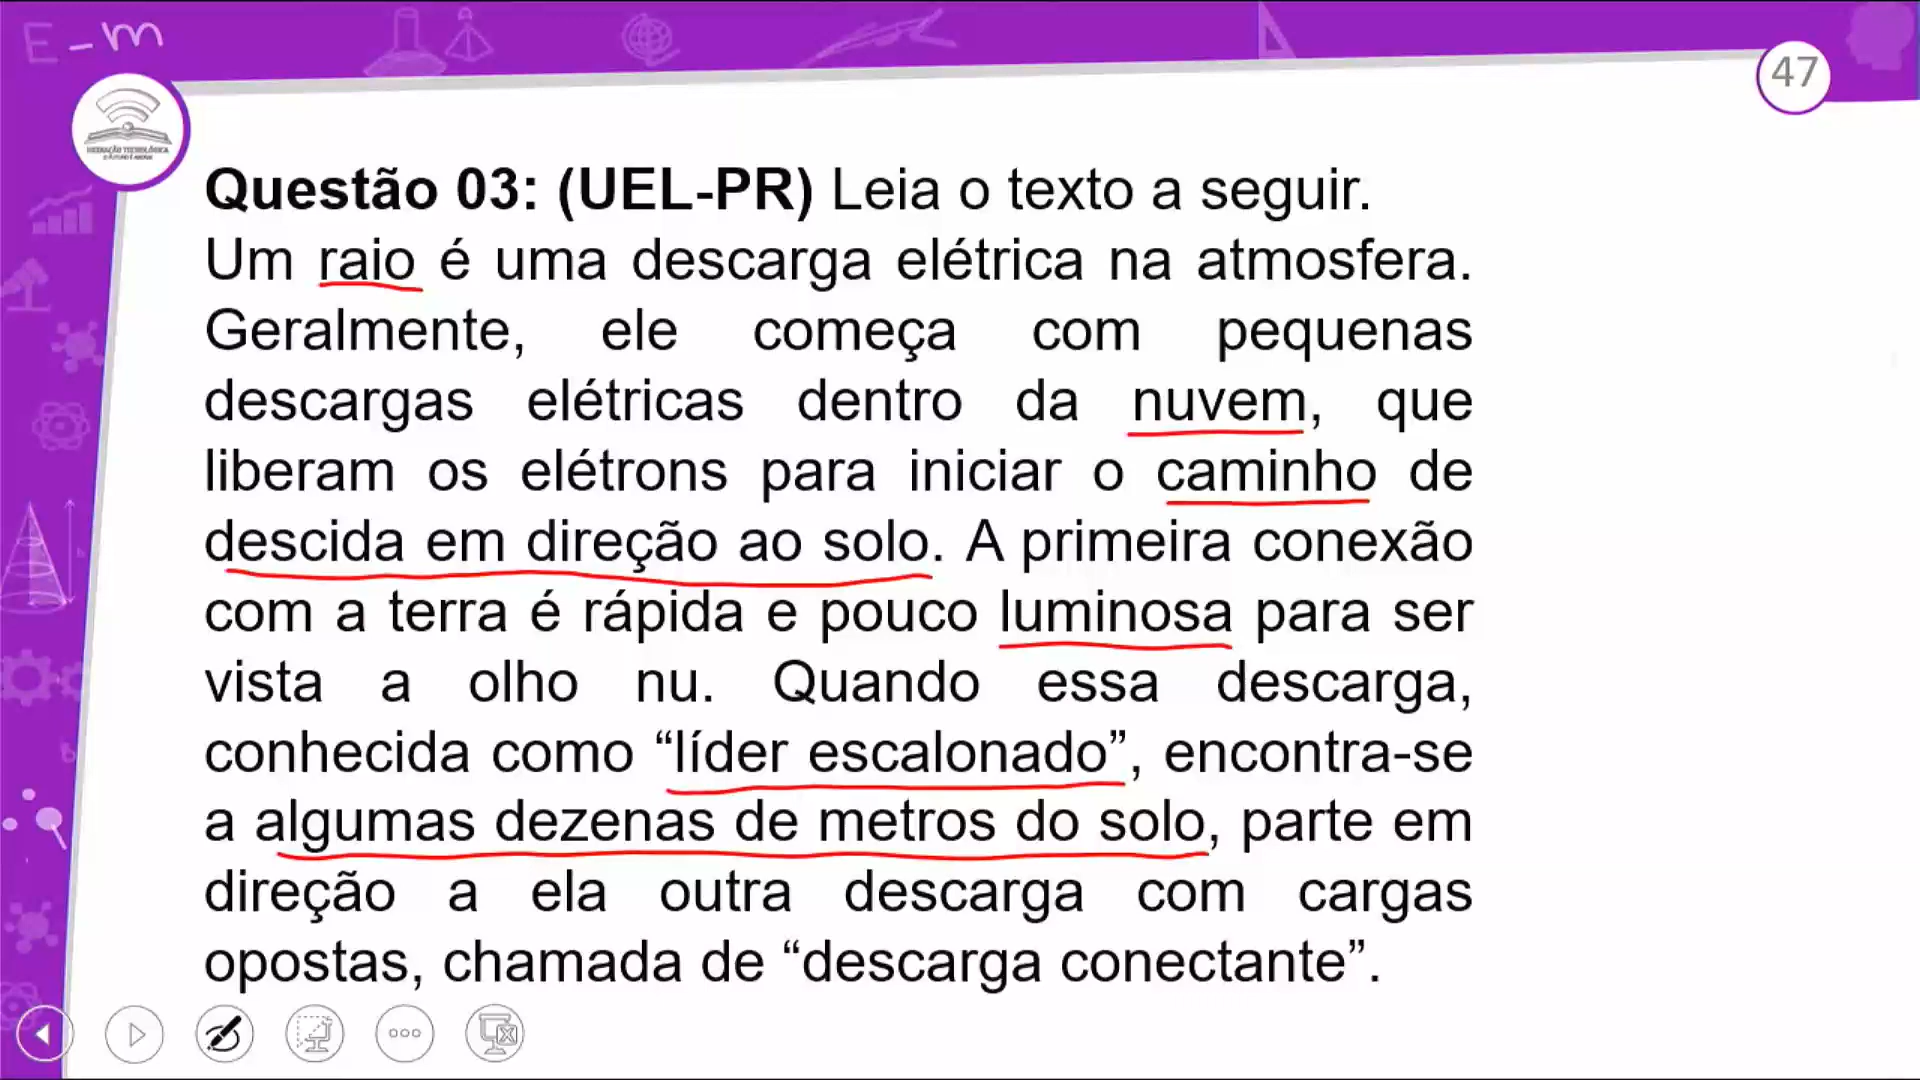 E-m
47
MEDIAÇÃO TECNOLÓGICA
Questão 03: (UEL-PR) Leia o texto a seguir.
Um raio é uma descarga elétrica na atmosfera.
Geralmente, ele começa com pequenas
descargas elétricas dentro da nuvem, que
liberam os elétrons para iniciar o caminho de
descida em direção ao solo. A primeira conexão
com a terra é rápida e pouco luminosa para ser
vista a olho nu. Quando essa descarga,
conhecida como “líder escalonado”, encontra-se
a algumas dezenas de metros do solo, parte em
direção a ela outra descarga com cargas
opostas, chamada de “descarga conectante”.